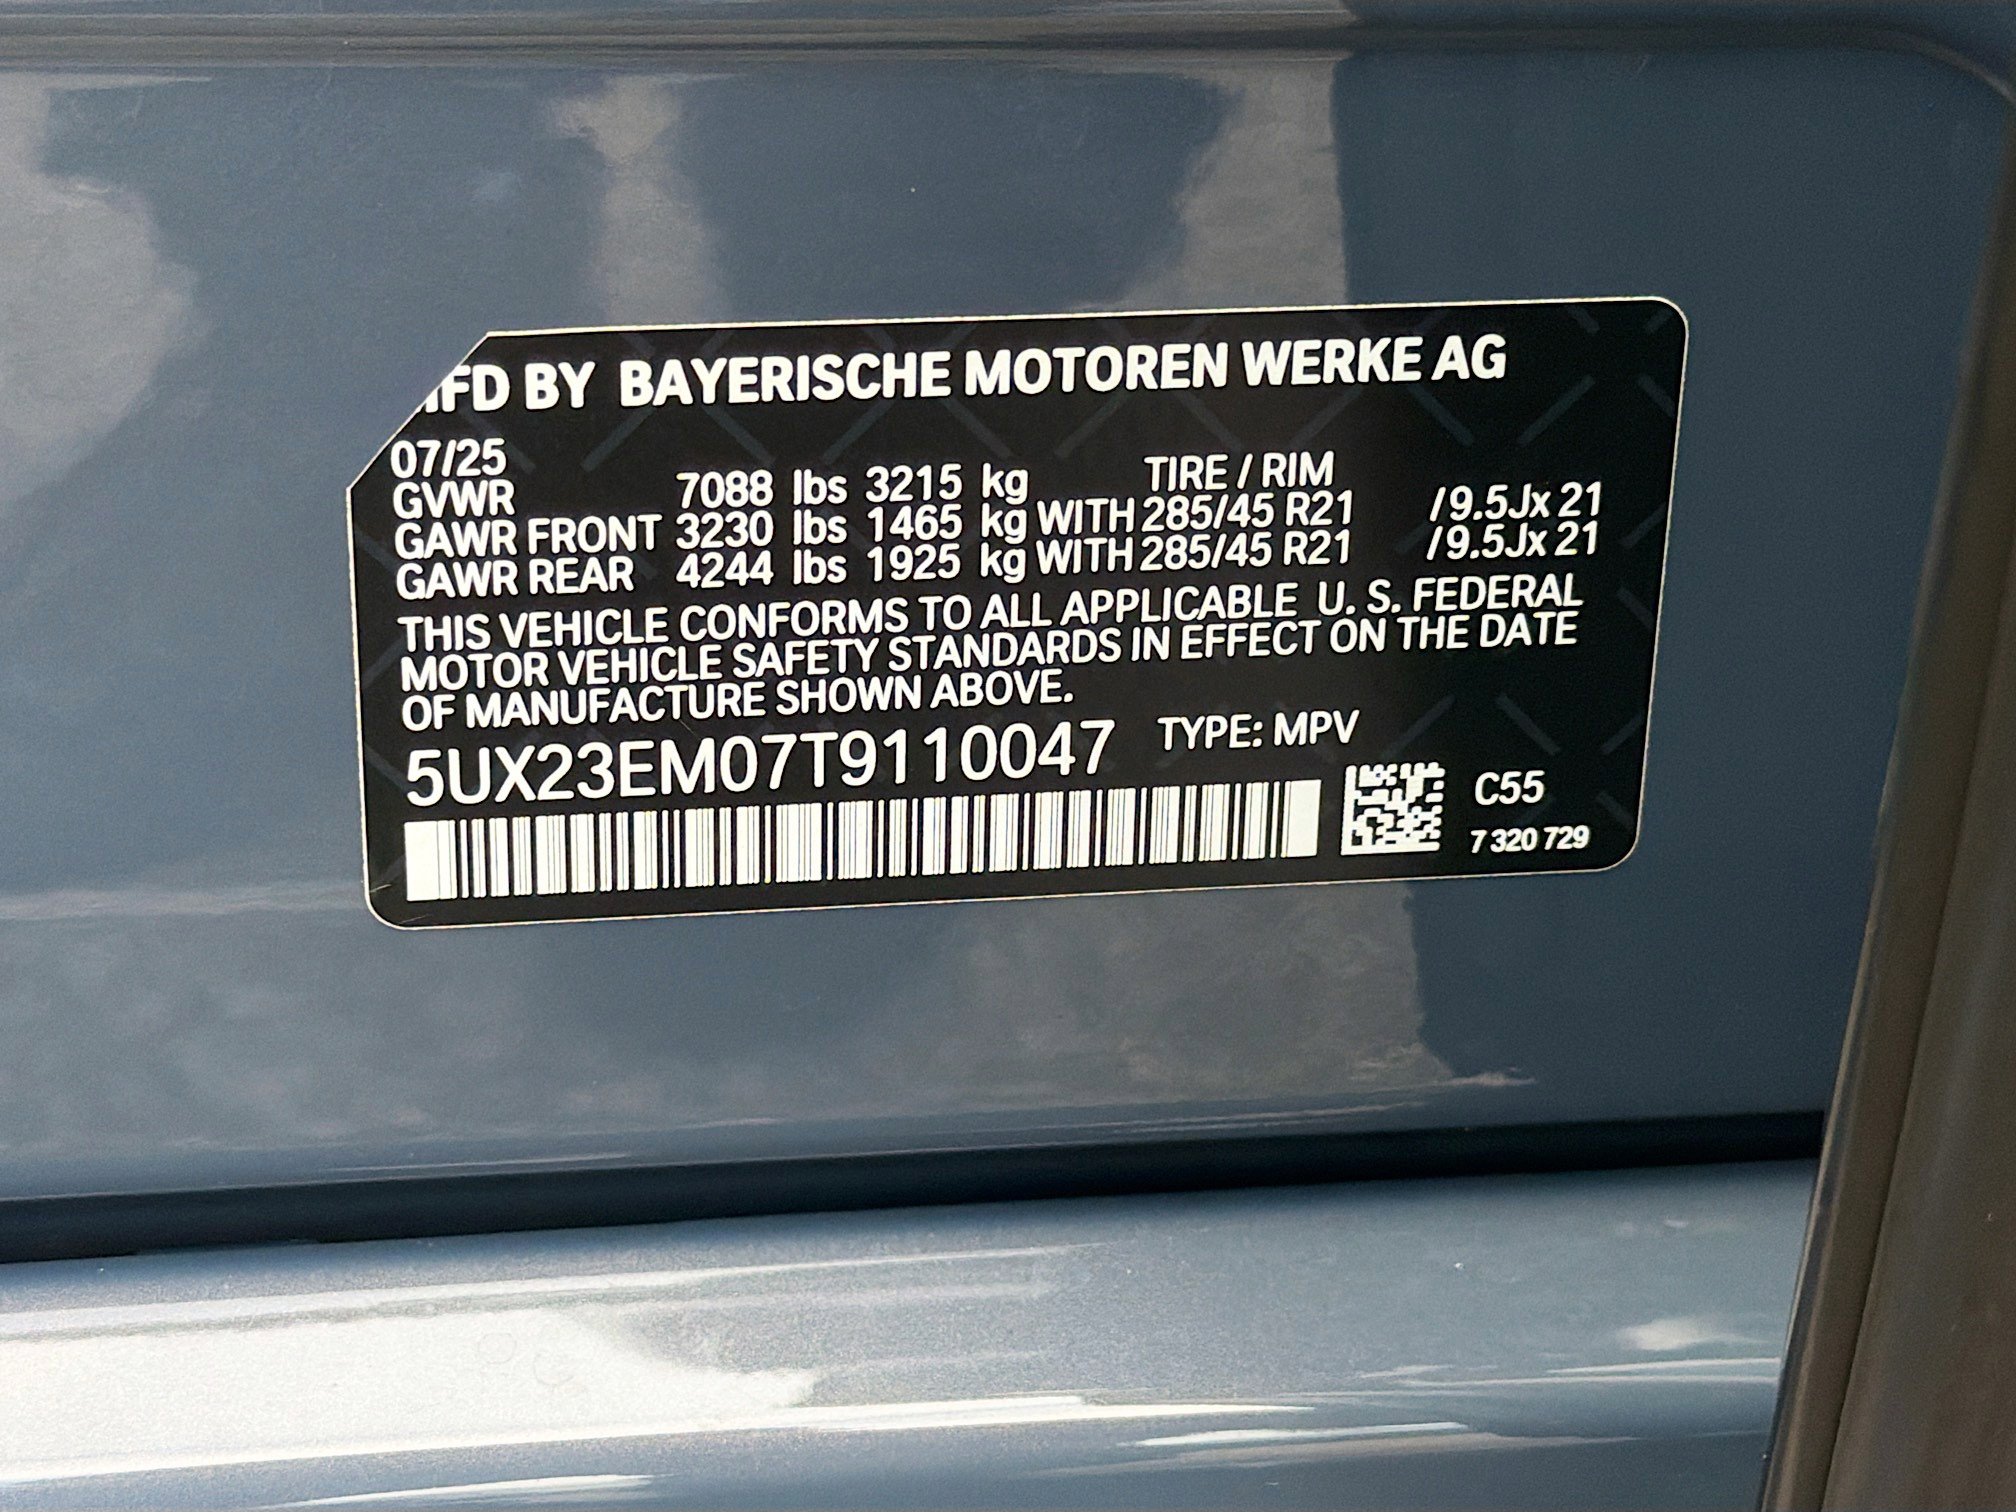 MFD BY BAYERISCHE MOTOREN WERKE AG
07/25
GVWR 7088 lbs 3215 kg TIRE / RIM
GAWR FRONT 3230 lbs 1465 kg WITH 285/45 R21 /9.5Jx 21
GAWR REAR 4244 lbs 1925 kg WITH 285/45 R21 /9.5Jx 21
THIS VEHICLE CONFORMS TO ALL APPLICABLE U. S. FEDERAL
MOTOR VEHICLE SAFETY STANDARDS IN EFFECT ON THE DATE
OF MANUFACTURE SHOWN ABOVE.
5UX23EM07T9110047 TYPE: MPV
C55
7 320 729